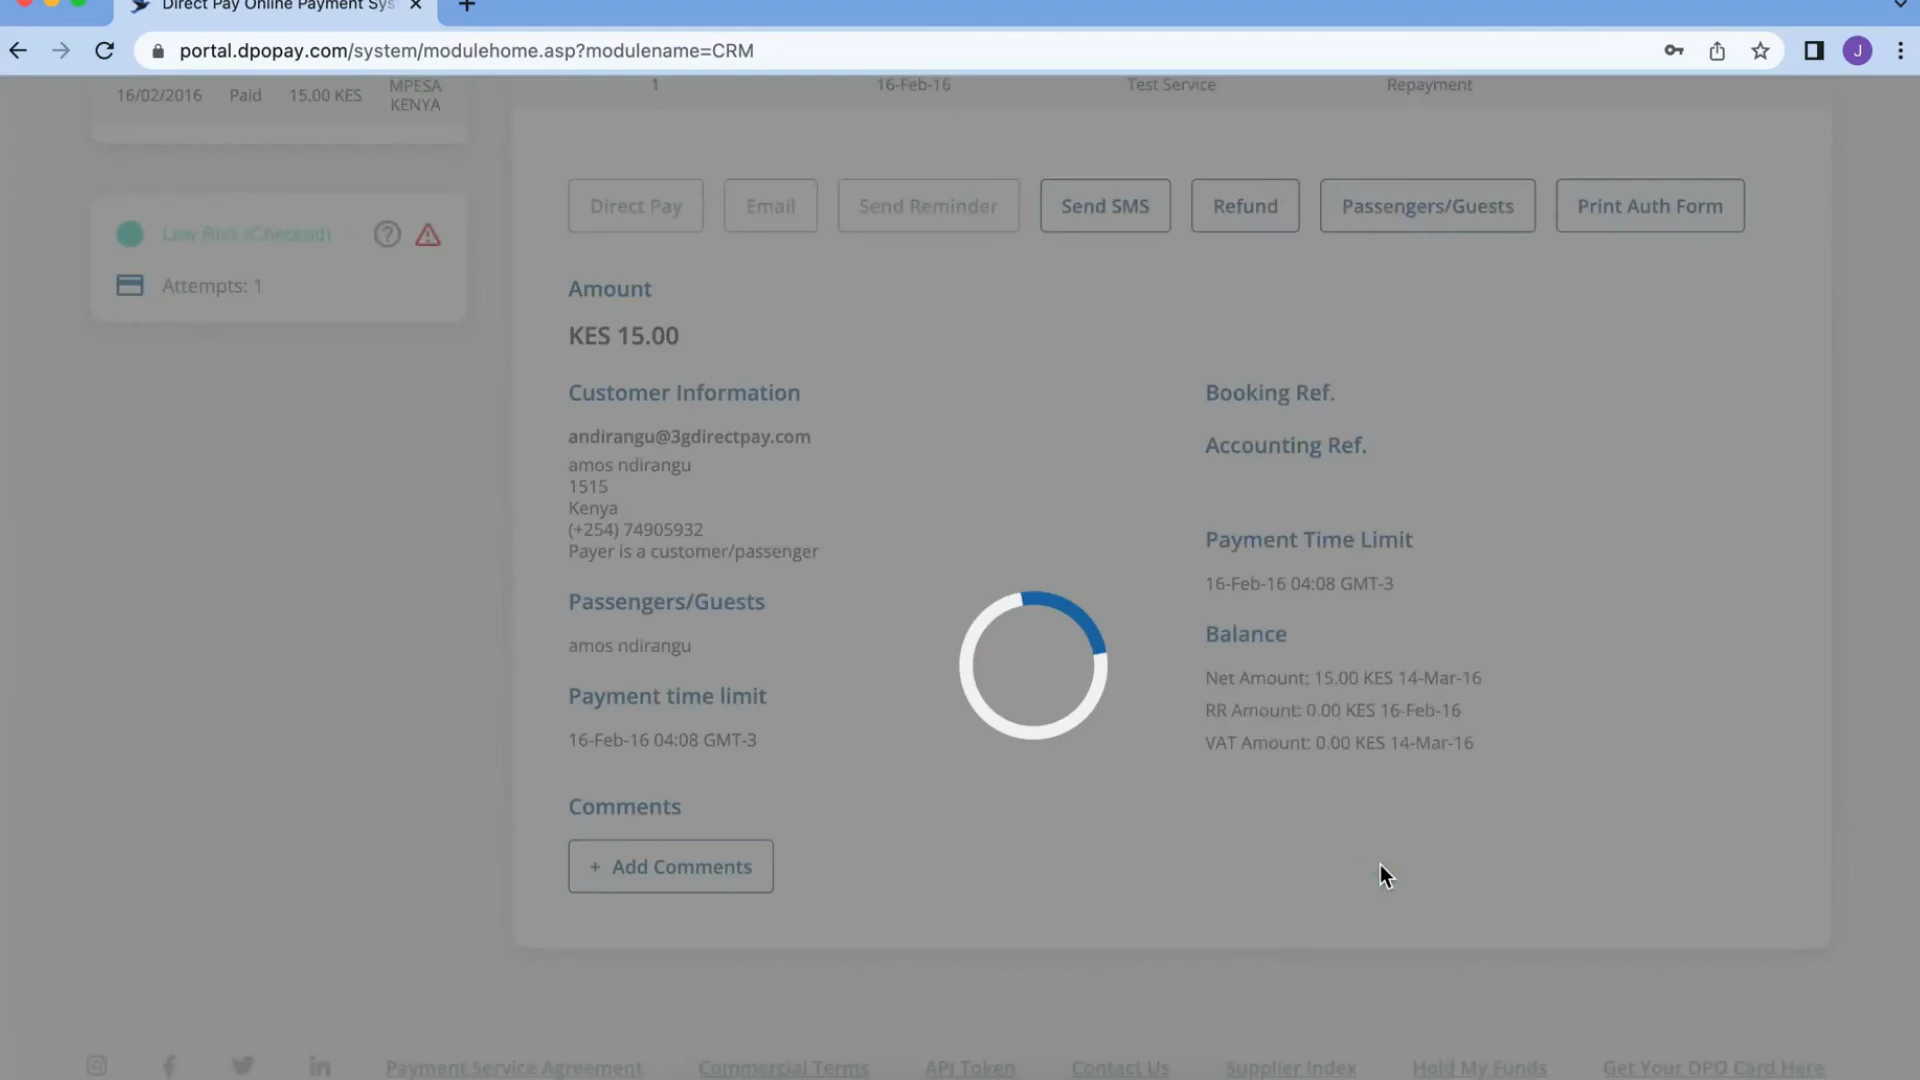 Direct Pay Online Payment Sys
portal.dpopay.com/system/modulehome.asp?modulename=CRM
J
16/02/2016 Paid 15,00 KES MPESA KENYA
1 16-Feb-16 Test Service Repayment
Low Risk (Checked)
Attempts: 1
Direct Pay Email Send Reminder Send SMS Refund Passengers/Guests Print Auth Form
Amount
KES 15.00
Customer Information
andirangu@3gdirectpay.com
amos ndirangu
1515
Kenya
(+254) 74905932
Payer is a customer/passenger
Passengers/Guests
amos ndirangu
Payment time limit
16-Feb-16 04:08 GMT-3
Comments
+ Add Comments
Booking Ref.
Accounting Ref.
Payment Time Limit
16-Feb-16 04:08 GMT-3
Balance
Net Amount: 15.00 KES 14-Mar-16
RR Amount: 0.00 KES 16-Feb-16
VAT Amount: 0.00 KES 14-Mar-16
Payment Service Agreement Commercial Terms API Token Contact Us Supplier Index Hold My Funds Get Your DPO Card Here